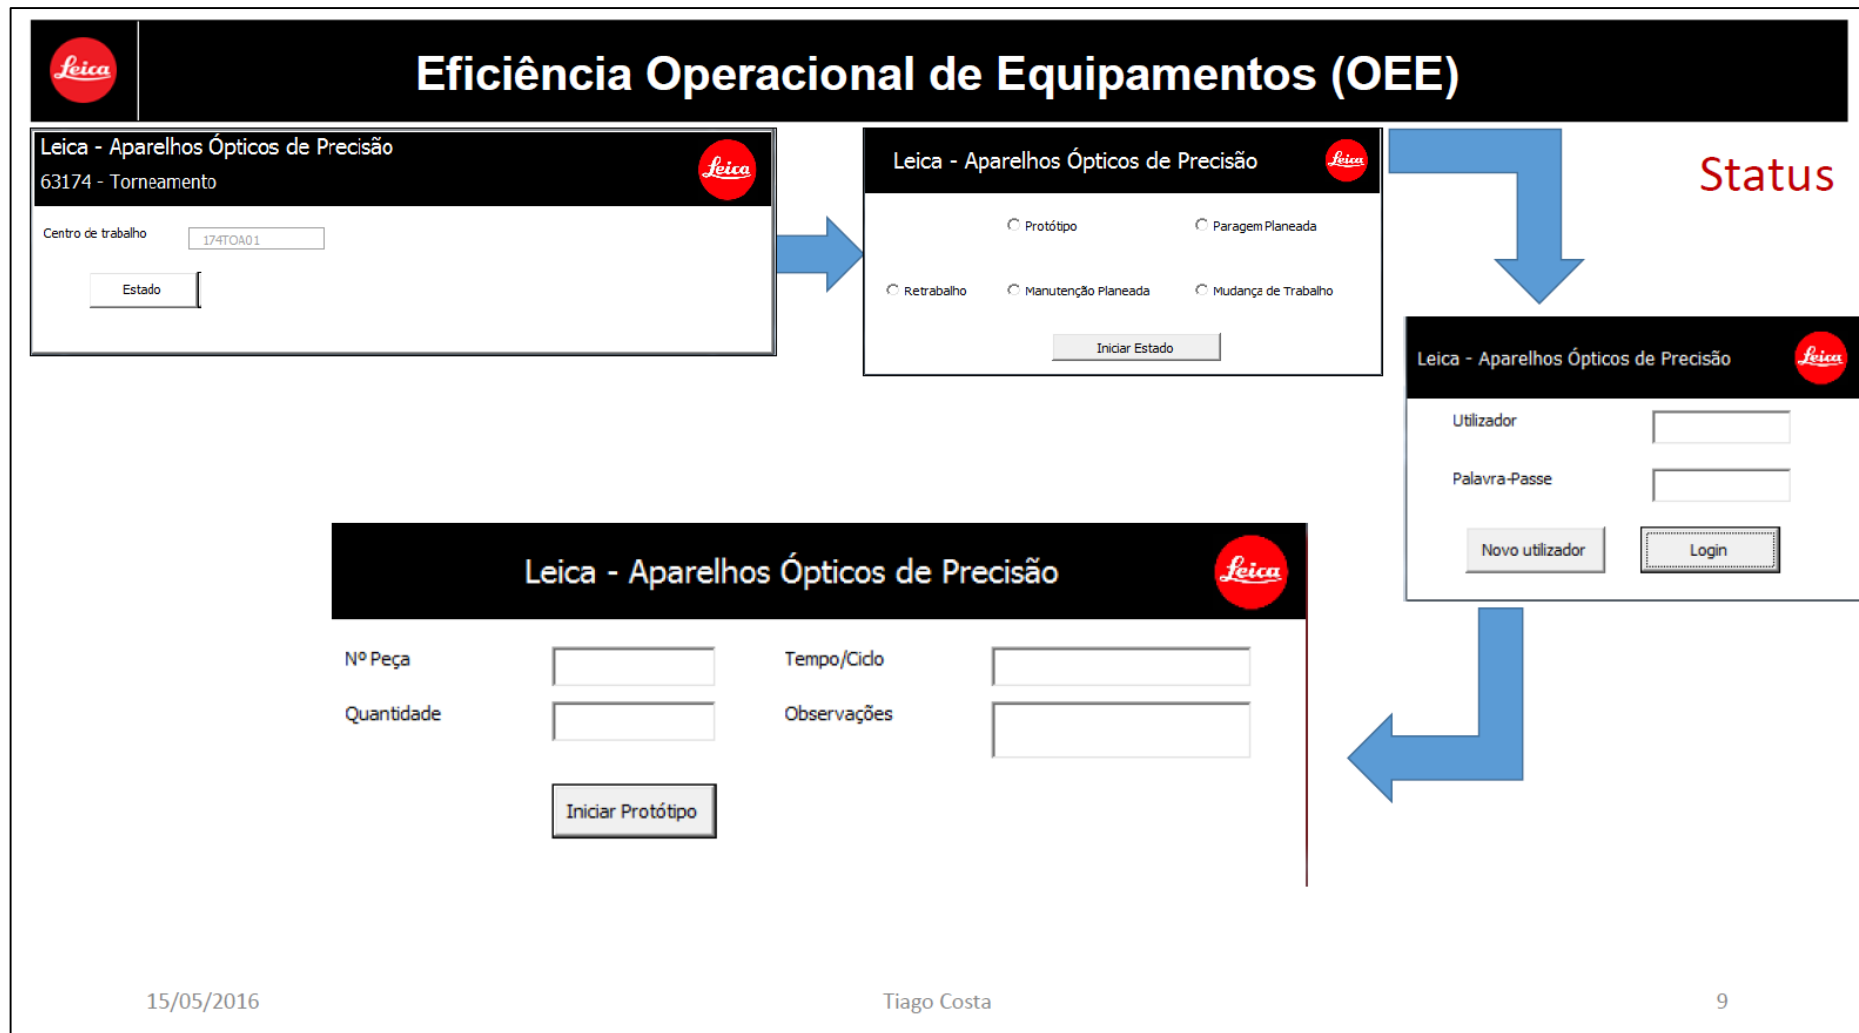 Leica
Eficiência Operacional de Equipamentos (OEE)
Leica - Aparelhos Ópticos de Precisão
63174 - Torneamento
Leica
Centro de trabalho
174TOA01
Estado
Leica - Aparelhos Ópticos de Precisão
Leica
Protótipo
Paragem Planeada
Retrabalho
Manutenção Planeada
Mudança de Trabalho
Iniciar Estado
Status
Leica - Aparelhos Ópticos de Precisão
Leica
Utilizador
Palavra-Passe
Novo utilizador
Login
Leica - Aparelhos Ópticos de Precisão
Leica
Nº Peça
Tempo/Ciclo
Quantidade
Observações
Iniciar Protótipo
15/05/2016
Tiago Costa
9